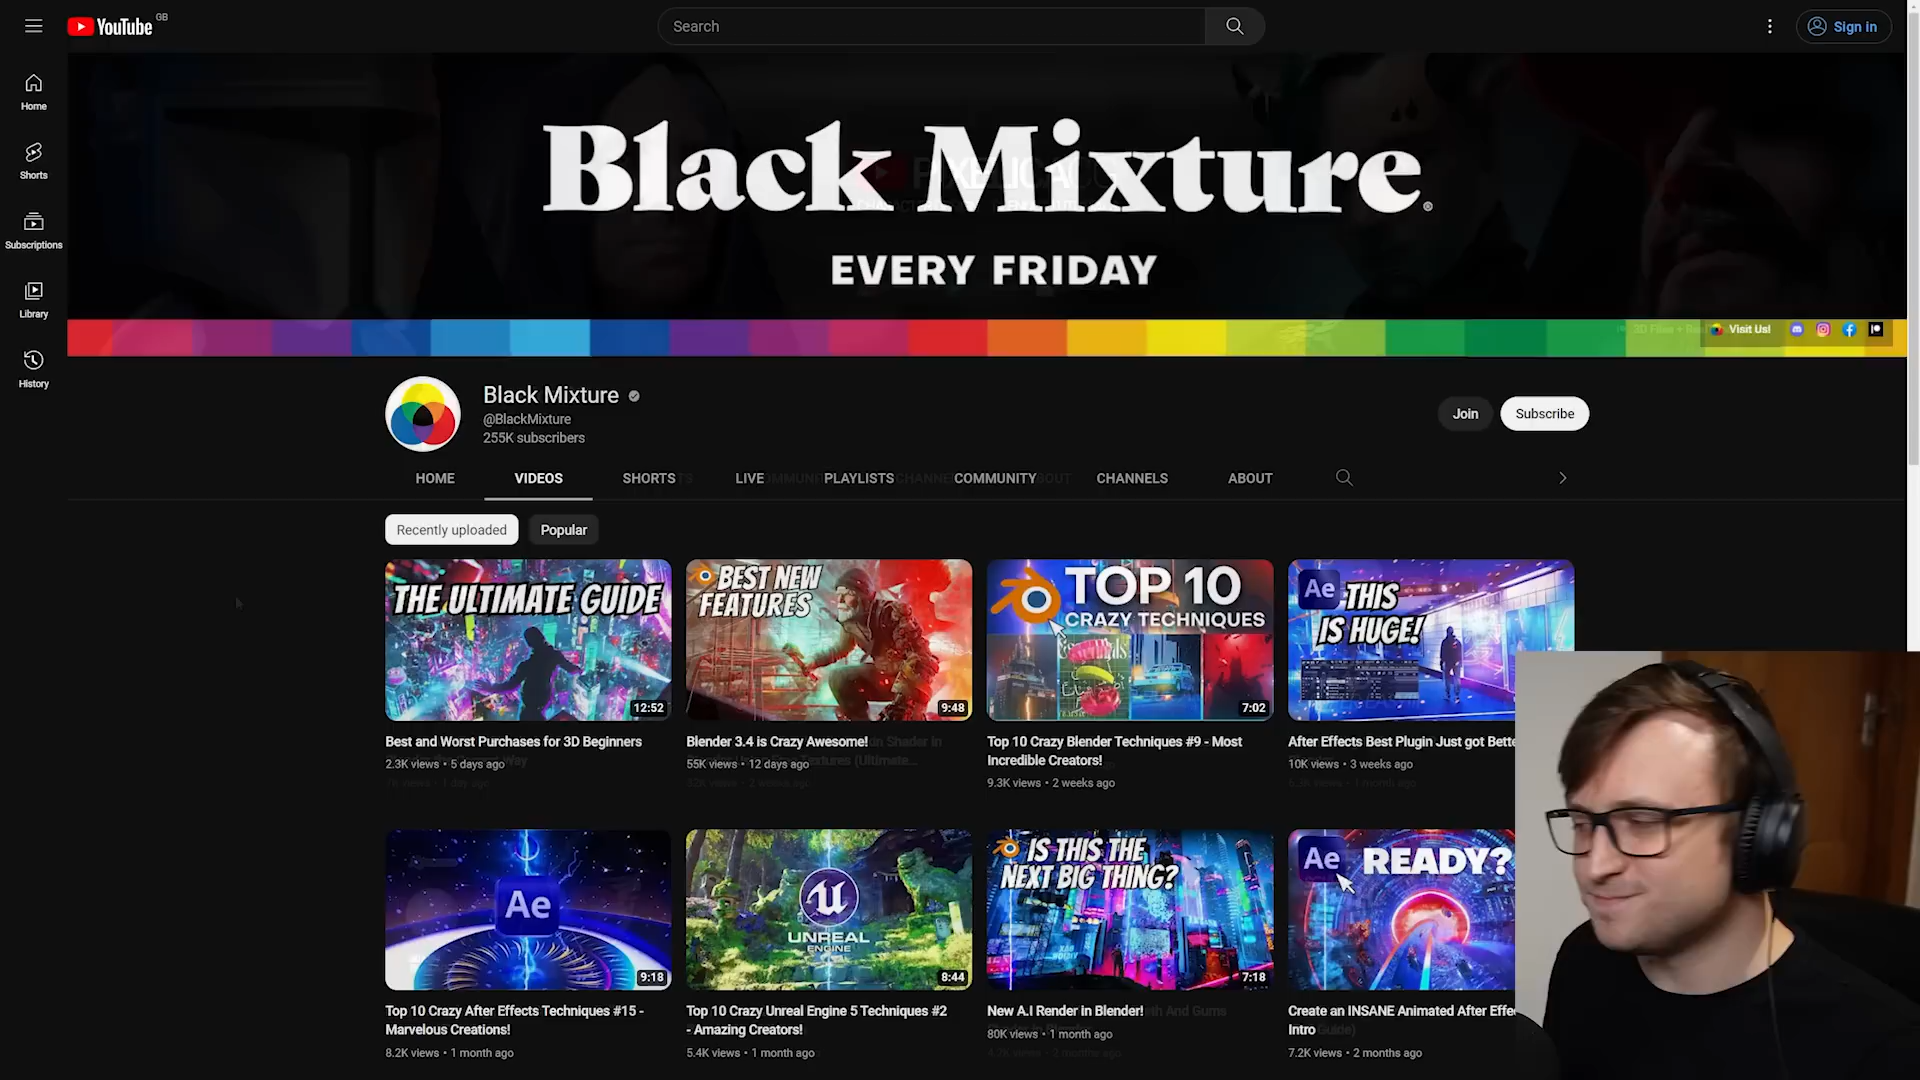 YouTube GB
Search
Sign in
Home
Shorts
Subscriptions
Library
History
Black Mixture
EVERY FRIDAY
Visit Us!
Black Mixture
@BlackMixture
255K subscribers
Join
Subscribe
HOME
VIDEOS
SHORTS
LIVE
PLAYLISTS
COMMUNITY
CHANNELS
ABOUT
Recently uploaded
Popular
THE ULTIMATE GUIDE
12:52
Best and Worst Purchases for 3D Beginners
2.3K views • 5 days ago
BEST NEW
FEATURES
9:48
Blender 3.4 is Crazy Awesome!
55K views • 12 days ago
TOP 10
CRAZY TECHNIQUES
7:02
Top 10 Crazy Blender Techniques #9 - Most
Incredible Creators!
9.3K views • 2 weeks ago
Ae THIS
IS HUGE!
After Effects Best Plugin Just got Bette
10K views • 3 weeks ago
Ae
9:18
Top 10 Crazy After Effects Techniques #15 -
Marvelous Creations!
8.2K views • 1 month ago
UNREAL
ENGINE
8:44
Top 10 Crazy Unreal Engine 5 Techniques #2
- Amazing Creators!
5.4K views • 1 month ago
IS THIS THE
NEXT BIG THING?
7:18
New A.I Render in Blender!
80K views • 1 month ago
Ae READY?
Create an INSANE Animated After Effe
Intro
7.2K views • 2 months ago